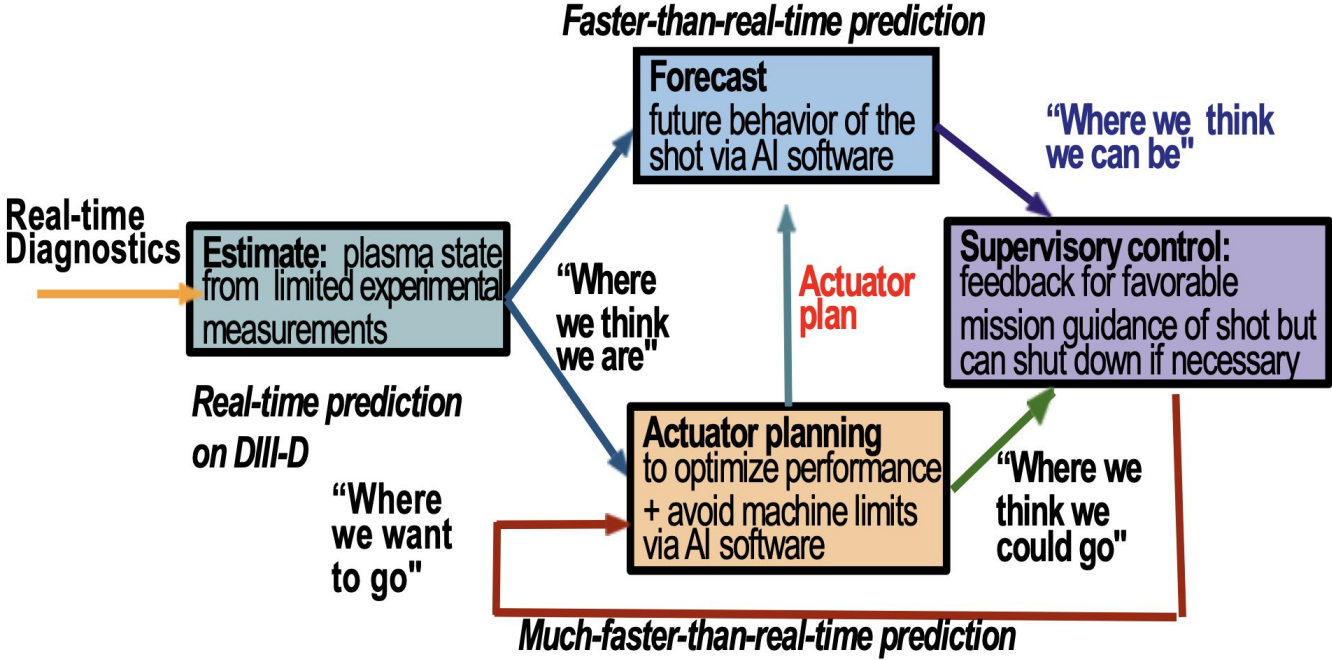 Faster-than-real-time prediction
Forecast
future behavior of the
shot via AI software
“Where we think
we can be"
Real-time
Diagnostics
Estimate: plasma state
from limited experimental
measurements
“Where
we think
we are"
Actuator
plan
Supervisory control:
feedback for favorable
mission guidance of shot but
can shut down if necessary
Real-time prediction
on DIII-D
Actuator planning
to optimize performance
+ avoid machine limits
via AI software
“Where
we want
to go"
“Where we
think we
could go"
Much-faster-than-real-time prediction